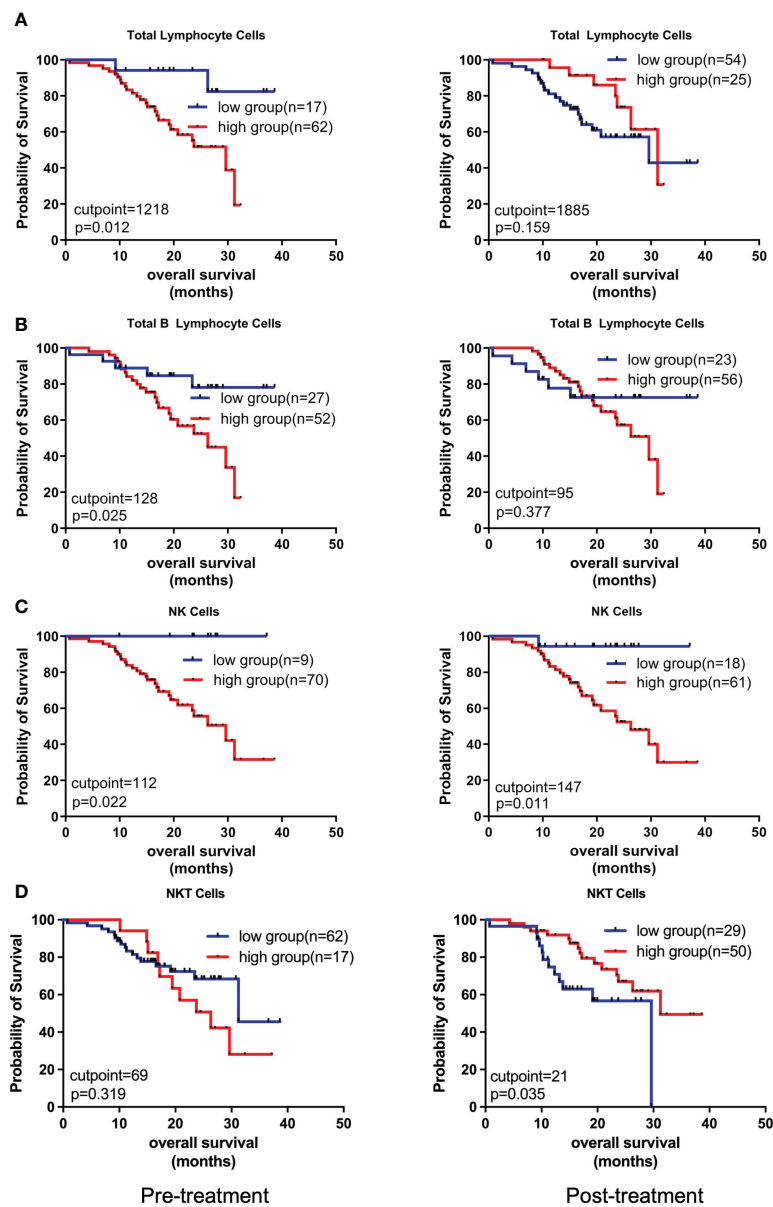 A
Total Lymphocyte Cells
Probability of Survival
100
80
60
40
20
0
0 10 20 30 40 50
low group(n=17)
high group(n=62)
cutpoint=1218
p=0.012
overall survival
(months)
Total Lymphocyte Cells
Probability of Survival
100
80
60
40
20
0
0 10 20 30 40 50
low group(n=54)
high group(n=25)
cutpoint=1885
p=0.159
overall survival
(months)
B
Total B Lymphocyte Cells
Probability of Survival
100
80
60
40
20
0
0 10 20 30 40 50
low group(n=27)
high group(n=52)
cutpoint=128
p=0.025
overall survival
(months)
Total B Lymphocyte Cells
Probability of Survival
100
80
60
40
20
0
0 10 20 30 40 50
low group(n=23)
high group(n=56)
cutpoint=95
p=0.377
overall survival
(months)
C
NK Cells
Probability of Survival
100
80
60
40
20
0
0 10 20 30 40 50
low group(n=9)
high group(n=70)
cutpoint=112
p=0.022
overall survival
(months)
NK Cells
Probability of Survival
100
80
60
40
20
0
0 10 20 30 40 50
low group(n=18)
high group(n=61)
cutpoint=147
p=0.011
overall survival
(months)
D
NKT Cells
Probability of Survival
100
80
60
40
20
0
0 10 20 30 40 50
low group(n=62)
high group(n=17)
cutpoint=69
p=0.319
overall survival
(months)
NKT Cells
Probability of Survival
100
80
60
40
20
0
0 10 20 30 40 50
low group(n=29)
high group(n=50)
cutpoint=21
p=0.035
overall survival
(months)
Pre-treatment
Post-treatment